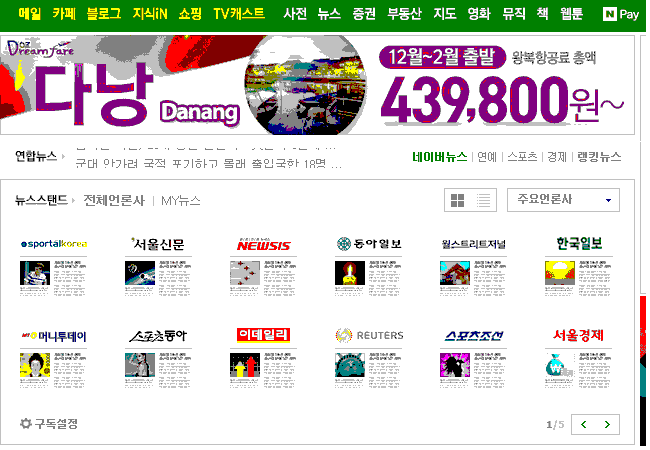 메일 카페 블로그 지식iN 쇼핑 TV캐스트 사전 뉴스 증권 부동산 지도 영화 뮤직 책 웹툰 N Pay
Daz Dreamfare
다낭 Danang
12월~2월 출발 왕복항공료 총액
439,800원~
연합뉴스
군대 안가려 국적 포기하고 몰래 출입국한 18명 ...
네이버뉴스 연예 스포츠 경제 랭킹뉴스
뉴스스탠드 전체언론사 MY뉴스 주요언론사
sportalkorea 서울신문 NEWSIS 동아일보 월스트리트저널 한국일보
머니투데이 스포츠동아 이데일리 REUTERS 스포츠조선 서울경제
구독설정 1/5